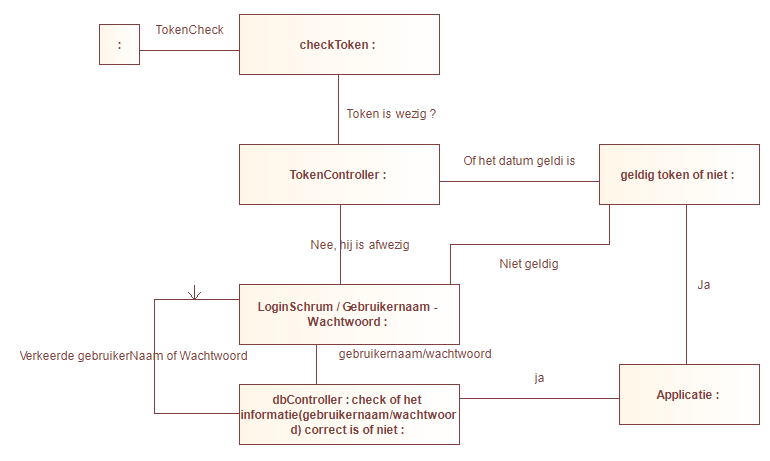 TokenCheck
:
checkToken :
Token is wezig ?
TokenController :
Of het datum geldi is
geldig token of niet :
Nee, hij is afwezig
Niet geldig
Ja
LoginSchrum / Gebruikernaam -
Wachtwoord :
Verkeerde gebruikerNaam of Wachtwoord
gebruikernaam/wachtwoord
ja
Applicatie :
dbController : check of het
informatie(gebruikernaam/wachtwoor
d) correct is of niet :